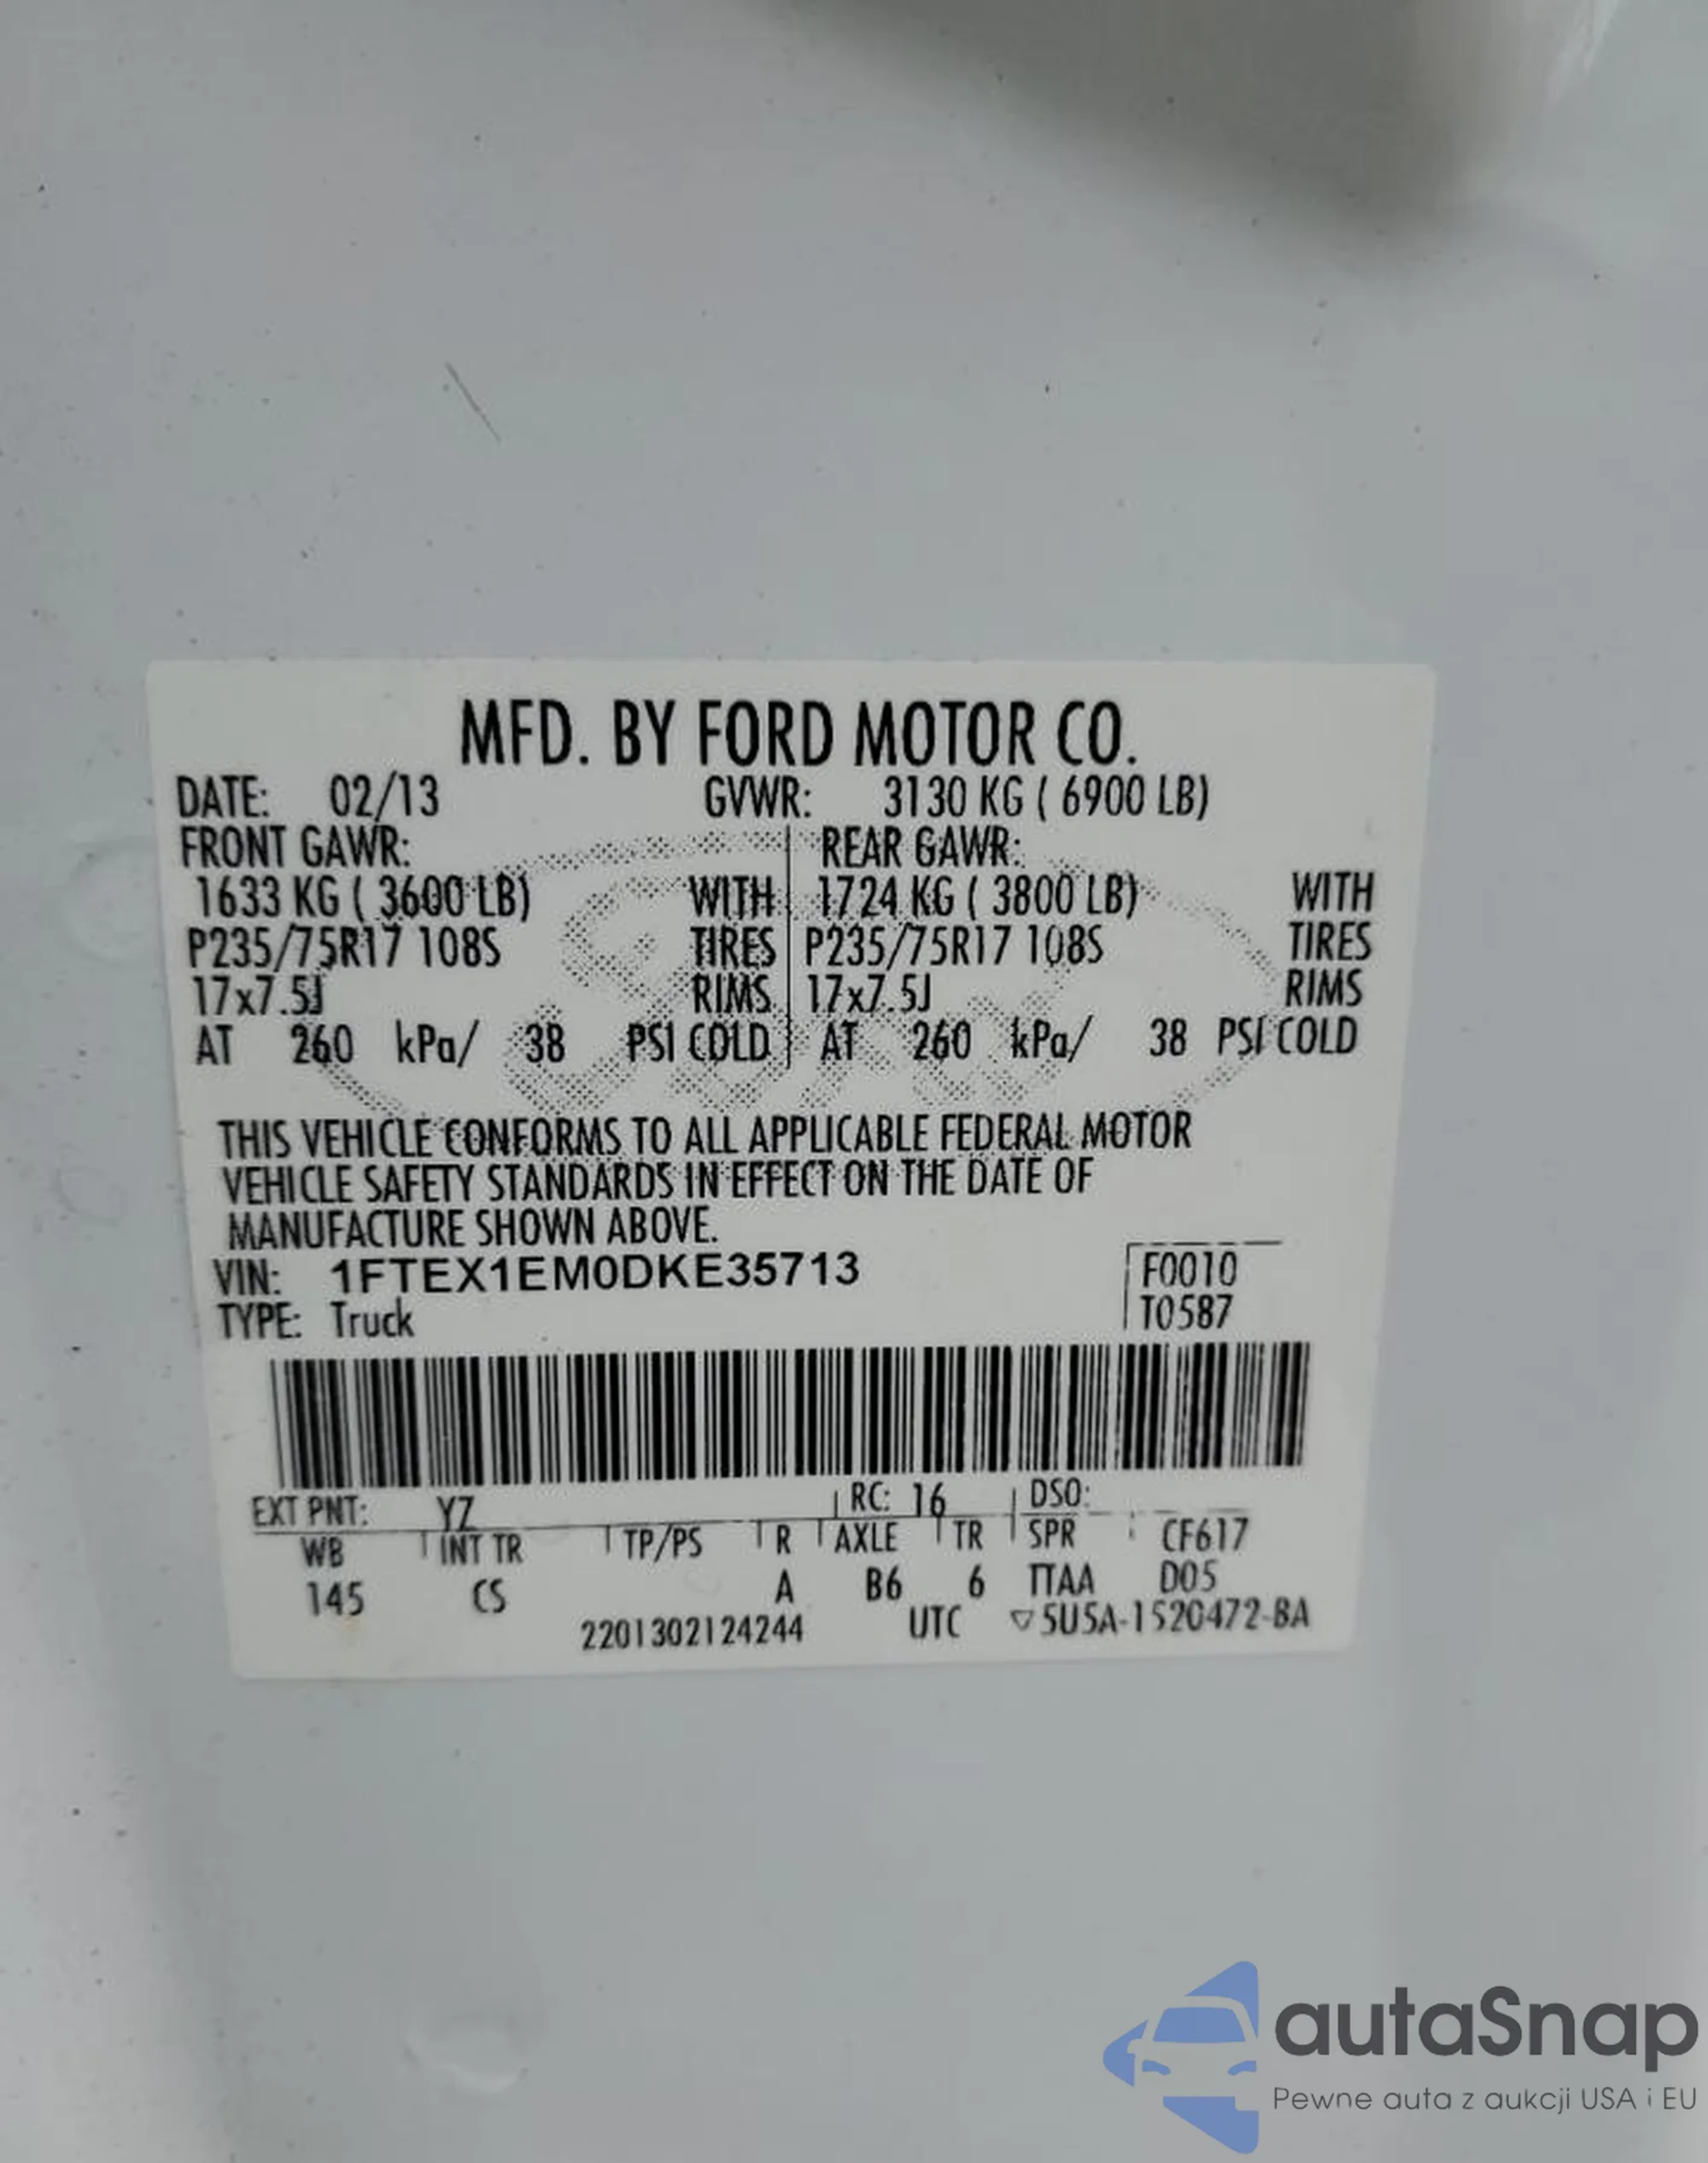 MFD. BY FORD MOTOR CO.
DATE: 02/13 GVWR: 3130 KG ( 6900 LB)
FRONT GAWR: REAR GAWR:
1633 KG ( 3600 LB) WITH 1724 KG ( 3800 LB) WITH
P235/75R17 108S TIRES P235/75R17 108S TIRES
17x7.5J RIMS 17x7.5J RIMS
AT 260 kPa/ 38 PSI COLD AT 260 kPa/ 38 PSI COLD
THIS VEHICLE CONFORMS TO ALL APPLICABLE FEDERAL MOTOR
VEHICLE SAFETY STANDARDS IN EFFECT ON THE DATE OF
MANUFACTURE SHOWN ABOVE.
VIN: 1FTEX1EM0DKE35713 F0010
TYPE: Truck T0587
EXT PNT: YZ RC: 16 DSO:
WB INT TR TP/PS R AXLE TR SPR CF617
145 CS A B6 6 TTAA D05
2201302124244 UTC ▽5U5A-1520472-BA
autaSnap
Pewne auta z aukcji USA i EU